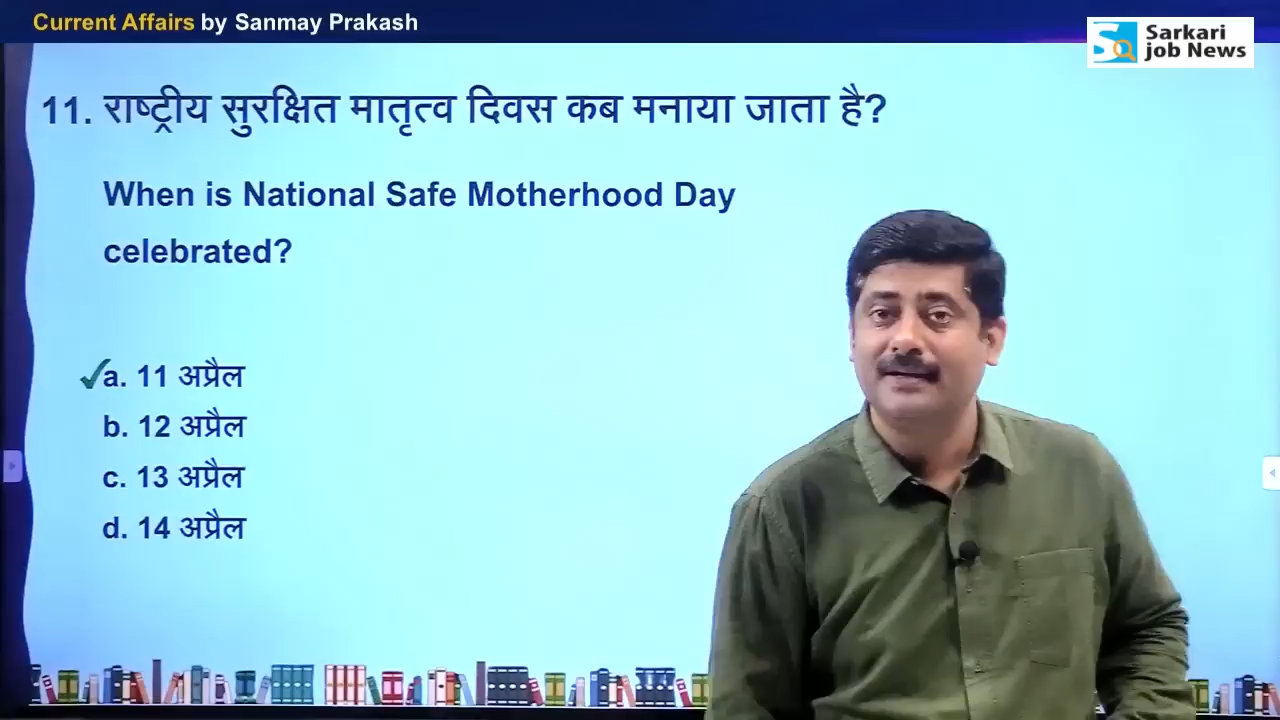 Current Affairs by Sanmay Prakash
Sarkari
job News
11. राष्ट्रीय सुरक्षित मातृत्व दिवस कब मनाया जाता है?
When is National Safe Motherhood Day
celebrated?
a. 11 अप्रैल
b. 12 अप्रैल
c. 13 अप्रैल
d. 14 अप्रैल